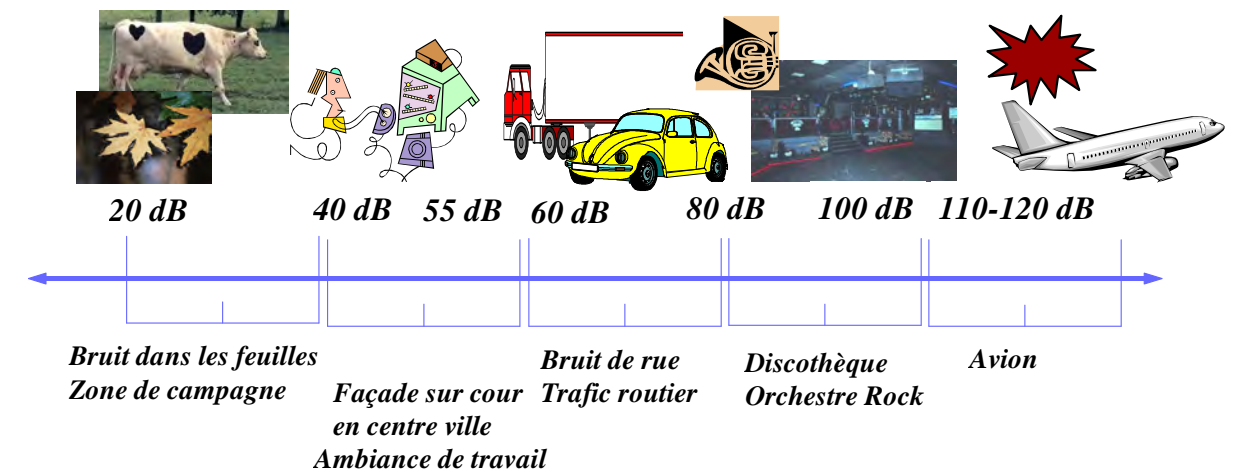 20 dB 40 dB 55 dB 60 dB 80 dB 100 dB 110-120 dB
Bruit dans les feuilles
Zone de campagne
Façade sur cour
en centre ville
Ambiance de travail
Bruit de rue
Trafic routier
Discothèque
Orchestre Rock
Avion